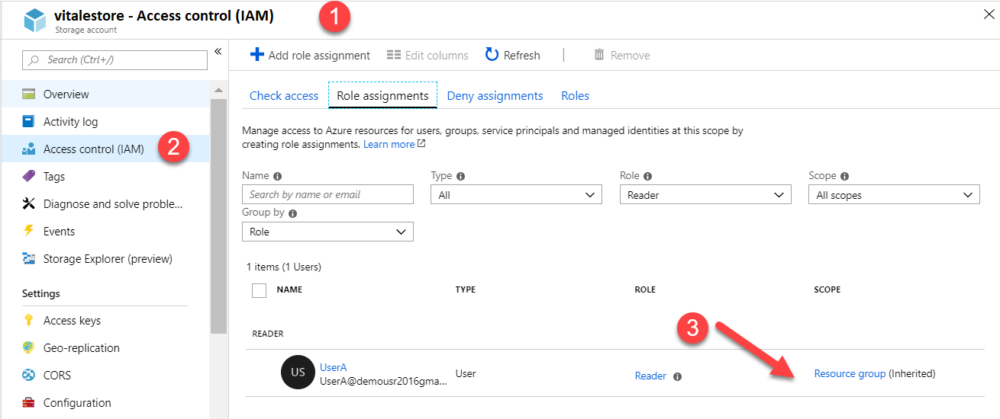 vitalestore - Access control (IAM)
Storage account
1
Search (Ctrl+/)
«
Overview
Activity log
Access control (IAM)
2
Tags
Diagnose and solve proble...
Events
Storage Explorer (preview)
Settings
Access keys
Geo-replication
CORS
Configuration
Add role assignment Edit columns Refresh Remove
Check access Role assignments Deny assignments Roles
Manage access to Azure resources for users, groups, service principals and managed identities at this scope by
creating role assignments. Learn more
Name Type Role Scope
Search by name or email All Reader All scopes
Group by
Role
1 items (1 Users)
NAME TYPE ROLE SCOPE
READER
3
US
UserA
UserA@demousr2016gma...
User
Reader
Resource group (Inherited)